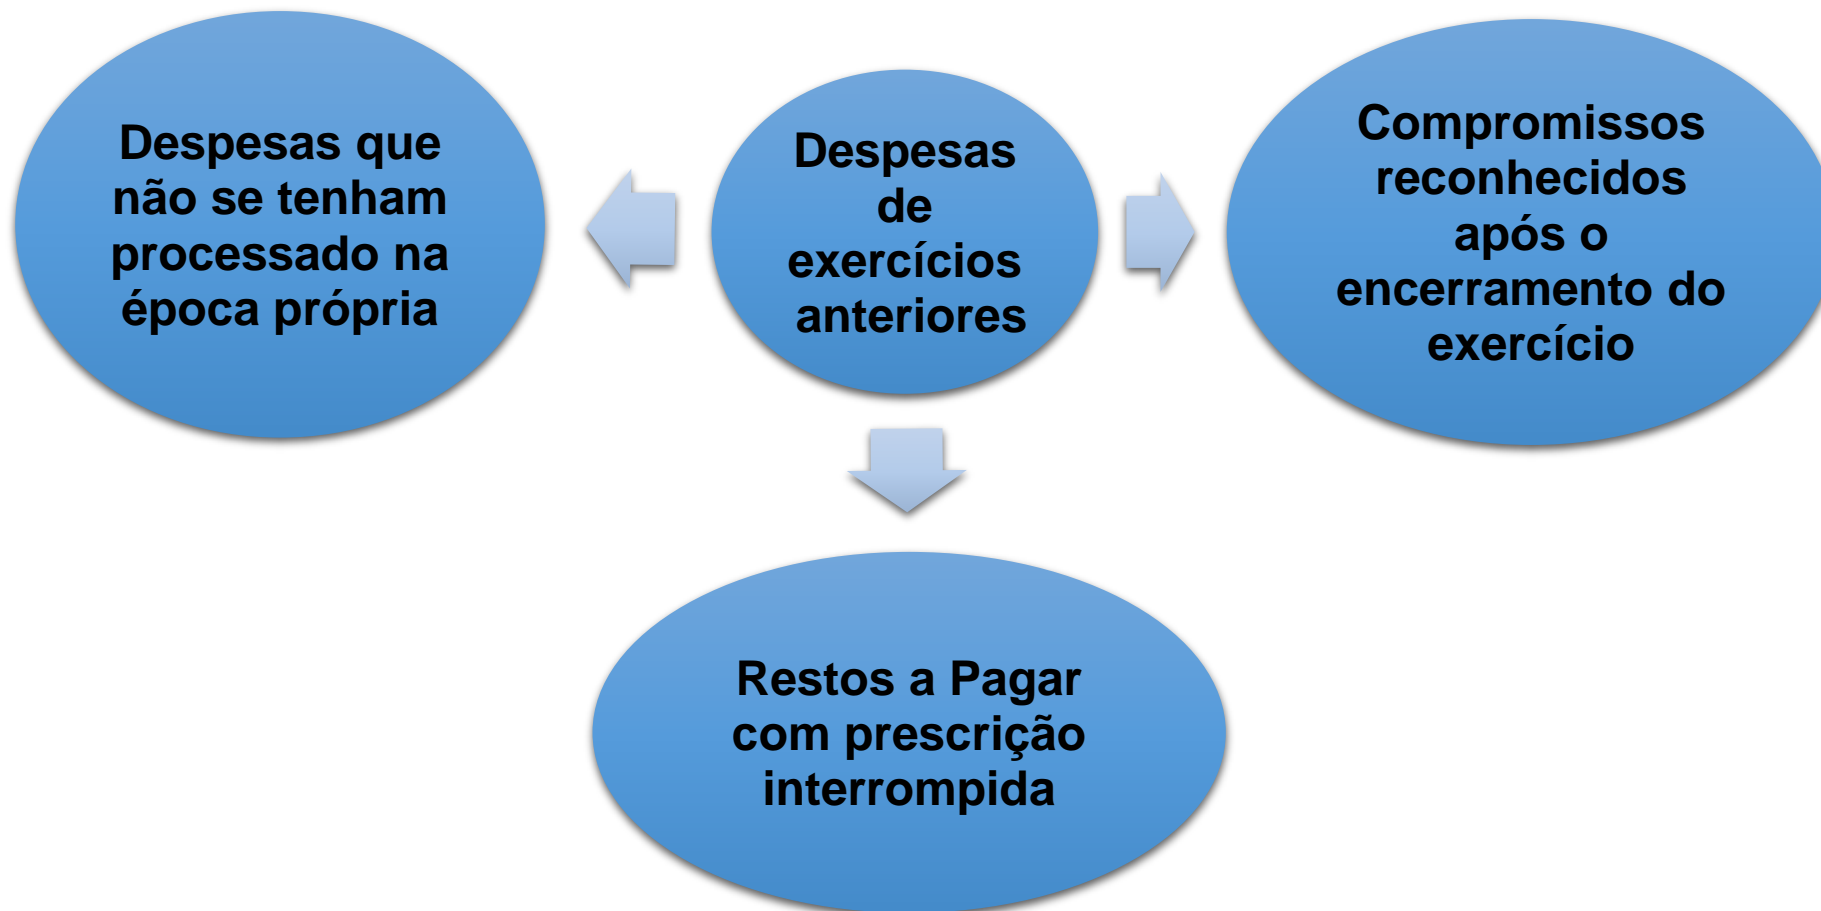 Despesas que
não se tenham
processado na
época própria
Despesas
de
exercícios
anteriores
Compromissos
reconhecidos
após o
encerramento do
exercício
Restos a Pagar
com prescrição
interrompida